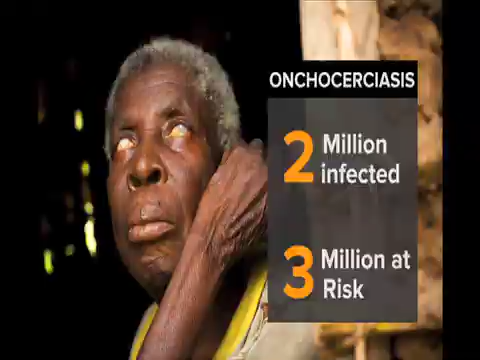 ONCHOCERCIASIS
2 Million
infected
3 Million at
Risk